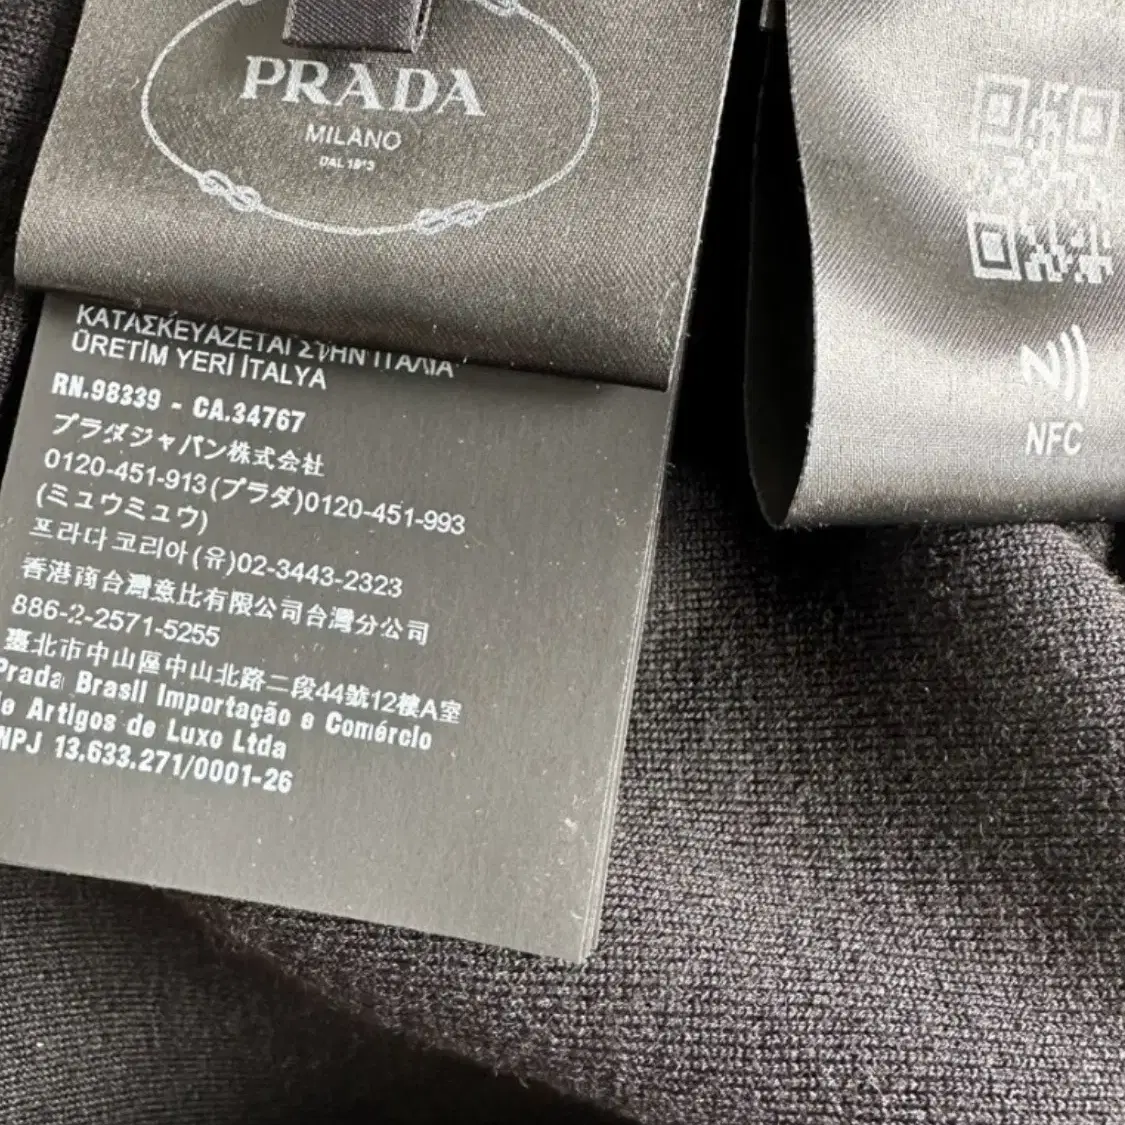 PRADA
MILANO
DAL 1913
ΚΑΤΑΣΚΕΥΑΖΕΤΑΙ ΣΤΗΝ ΙΤΑΛΙΑ
ÜRETİM YERİ İTALYA
RN.98339 - CA.34767
プラダジャパン株式会社
0120-451-913(プラダ)0120-451-993
(ミュウミュウ)
프라다코리아(유)02-3443-2323
香港商台灣意比有限公司台灣分公司
886-2-2571-5255
臺北市中山區中山北路二段44號12樓A室
Prada Brasil Importação e Comércio
de Artigos de Luxo Ltda
NPJ 13.633.271/0001-26
NFC